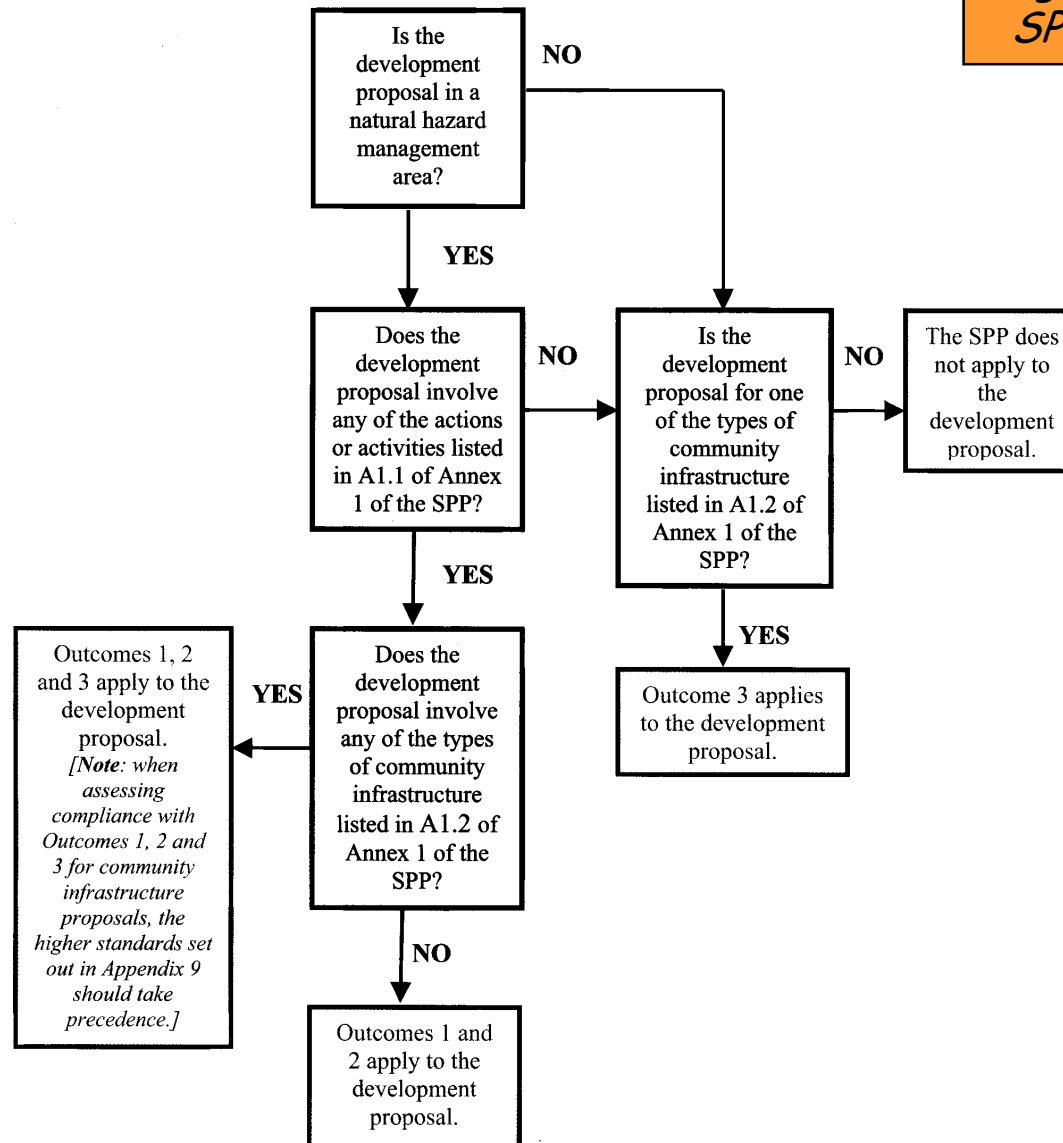 SP
Is the
development
proposal in a
natural hazard
management
area?
NO
YES
Does the
development
proposal involve
any of the actions
or activities listed
in A1.1 of Annex
1 of the SPP?
NO
Is the
development
proposal for one
of the types of
community
infrastructure
listed in A1.2 of
Annex 1 of the
SPP?
NO
The SPP does
not apply to
the
development
proposal.
YES
YES
Outcome 3 applies
to the development
proposal.
Does the
development
proposal involve
any of the types
of community
infrastructure
listed in A1.2 of
Annex 1 of the
SPP?
YES
Outcomes 1, 2
and 3 apply to the
development
proposal.
[Note: when
assessing
compliance with
Outcomes 1, 2 and
3 for community
infrastructure
proposals, the
higher standards set
out in Appendix 9
should take
precedence.]
NO
Outcomes 1 and
2 apply to the
development
proposal.